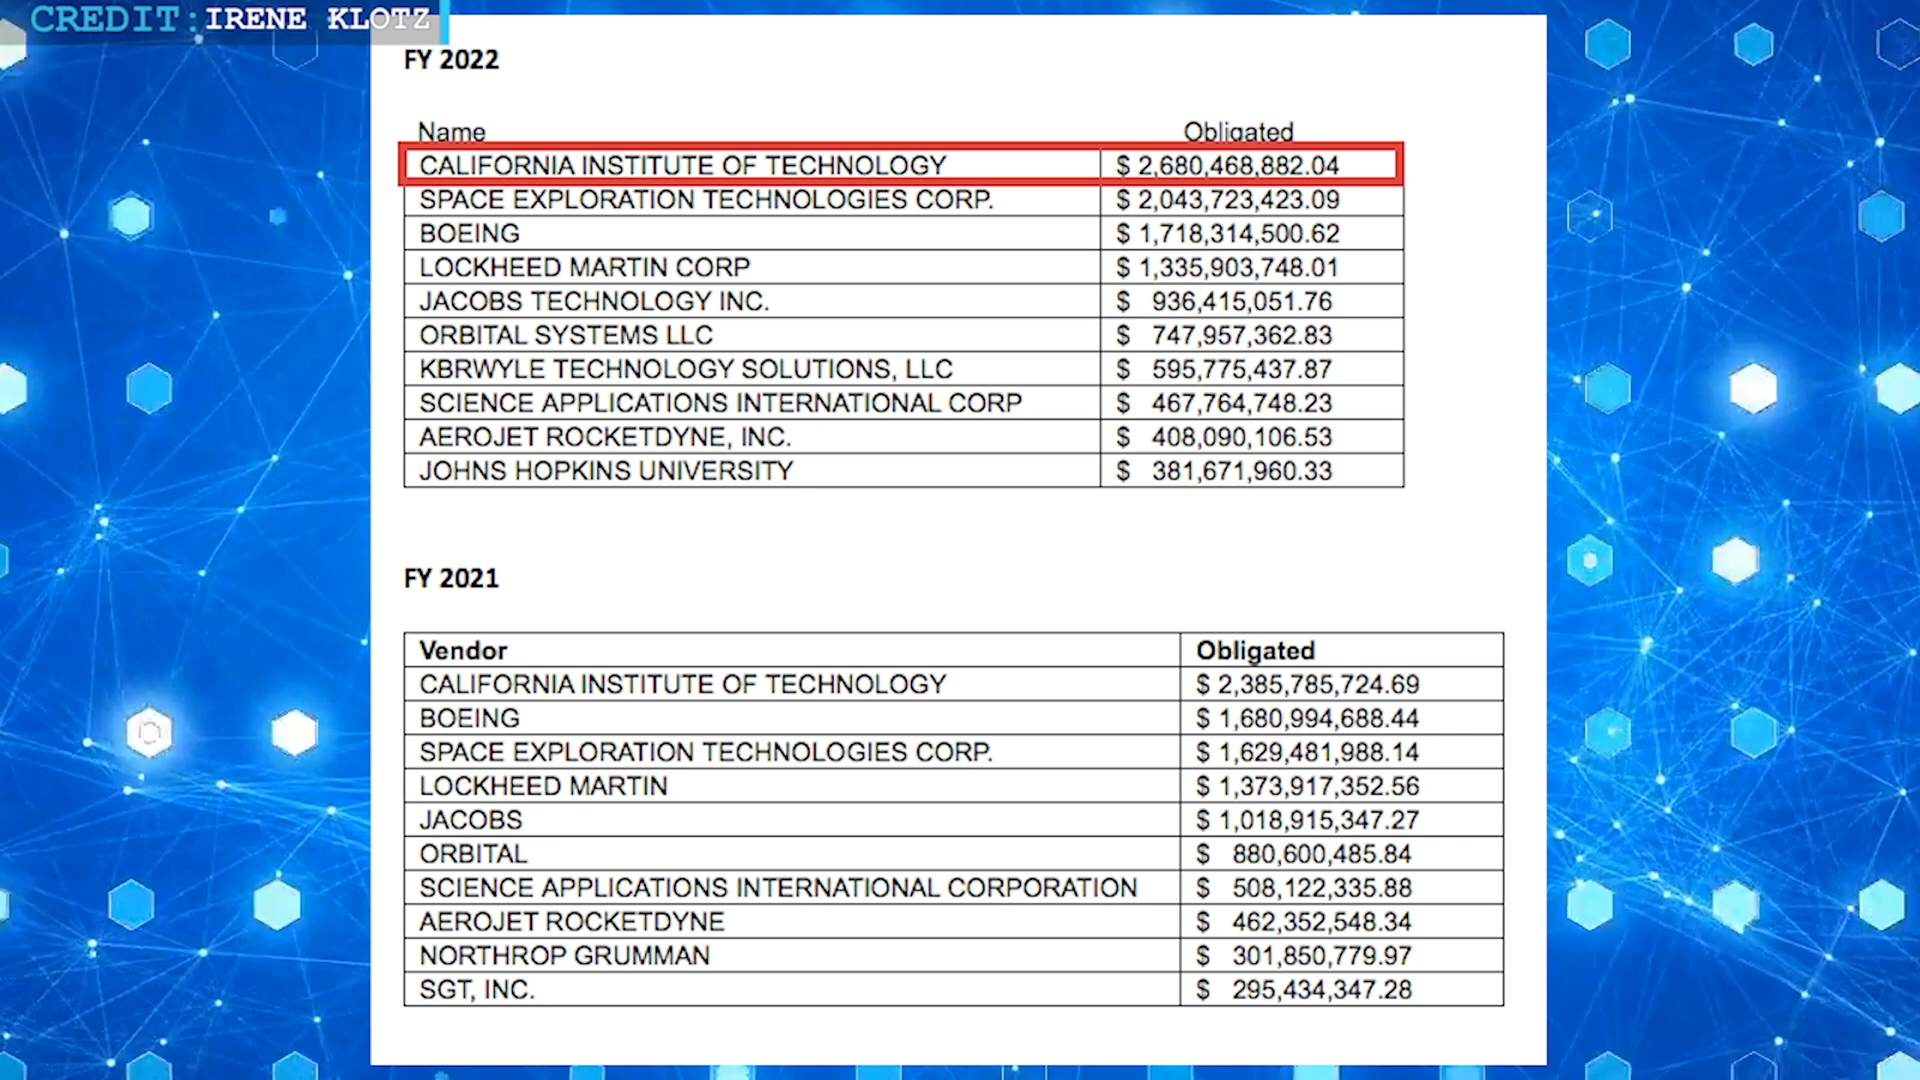 CREDIT:IRENE KLOTZ
FY 2022
Name Obligated
CALIFORNIA INSTITUTE OF TECHNOLOGY $ 2,680,468,882.04
SPACE EXPLORATION TECHNOLOGIES CORP. $ 2,043,723,423.09
BOEING $ 1,718,314,500.62
LOCKHEED MARTIN CORP $ 1,335,903,748.01
JACOBS TECHNOLOGY INC. $ 936,415,051.76
ORBITAL SYSTEMS LLC $ 747,957,362.83
KBRWYLE TECHNOLOGY SOLUTIONS, LLC $ 595,775,437.87
SCIENCE APPLICATIONS INTERNATIONAL CORP $ 467,764,748.23
AEROJET ROCKETDYNE, INC. $ 408,090,106.53
JOHNS HOPKINS UNIVERSITY $ 381,671,960.33
FY 2021
Vendor Obligated
CALIFORNIA INSTITUTE OF TECHNOLOGY $ 2,385,785,724.69
BOEING $ 1,680,994,688.44
SPACE EXPLORATION TECHNOLOGIES CORP. $ 1,629,481,988.14
LOCKHEED MARTIN $ 1,373,917,352.56
JACOBS $ 1,018,915,347.27
ORBITAL $ 880,600,485.84
SCIENCE APPLICATIONS INTERNATIONAL CORPORATION $ 508,122,335.88
AEROJET ROCKETDYNE $ 462,352,548.34
NORTHROP GRUMMAN $ 301,850,779.97
SGT, INC. $ 295,434,347.28